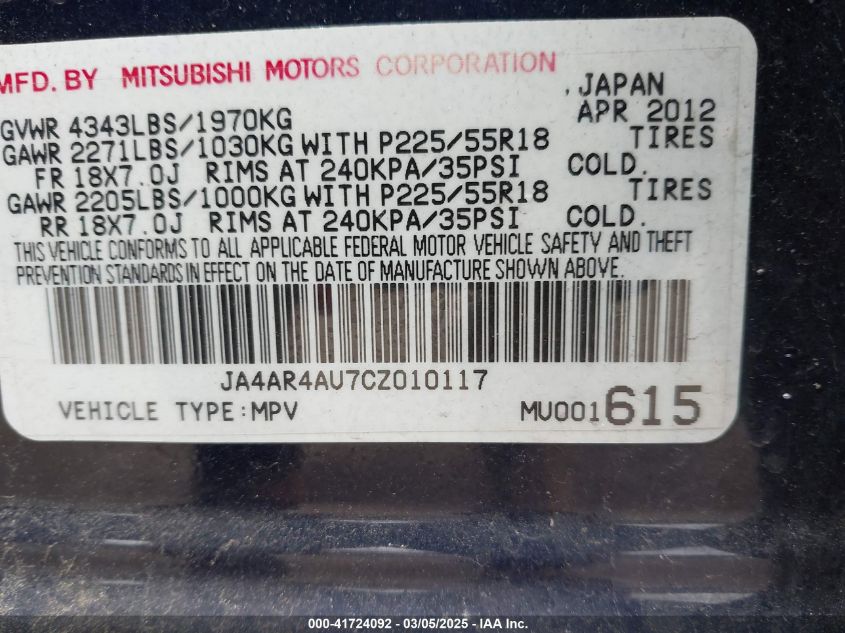 MFD. BY MITSUBISHI MOTORS CORPORATION
, JAPAN
GVWR 4343LBS/1970KG APR 2012
GAWR 2271LBS/1030KG WITH P225/55R18 TIRES
FR 18X7.0J RIMS AT 240KPA/35PSI COLD.
GAWR 2205LBS/1000KG WITH P225/55R18 TIRES
RR 18X7.0J RIMS AT 240KPA/35PSI COLD.
THIS VEHICLE CONFORMS TO ALL APPLICABLE FEDERAL MOTOR VEHICLE SAFETY AND THEFT
PREVENTION STANDARDS IN EFFECT ON THE DATE OF MANUFACTURE SHOWN ABOVE.
JA4AR4AU7CZ010117
VEHICLE TYPE:MPV MU001615
000-41724092 - 03/05/2025 - IAA Inc.